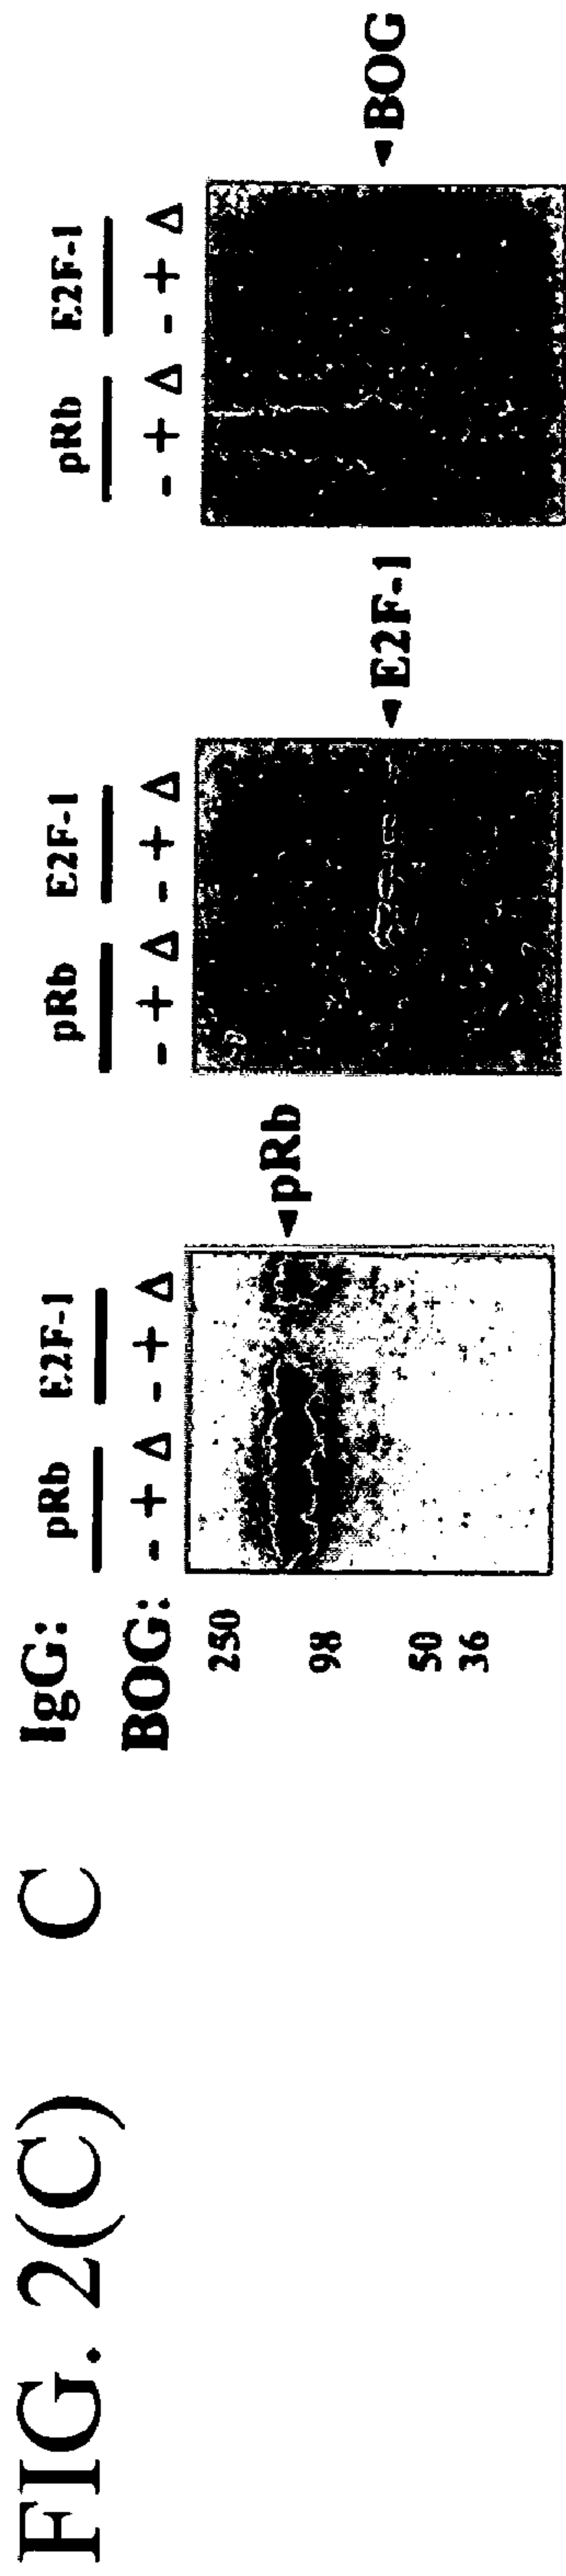 FIG. 2(C)
C
IgG: pRb E2F-1 pRb E2F-1 pRb E2F-1
BOG: - + Δ - + Δ - + Δ - + Δ - + Δ - + Δ
250
98
50
36
◄pRb
◄E2F-1
◄BOG